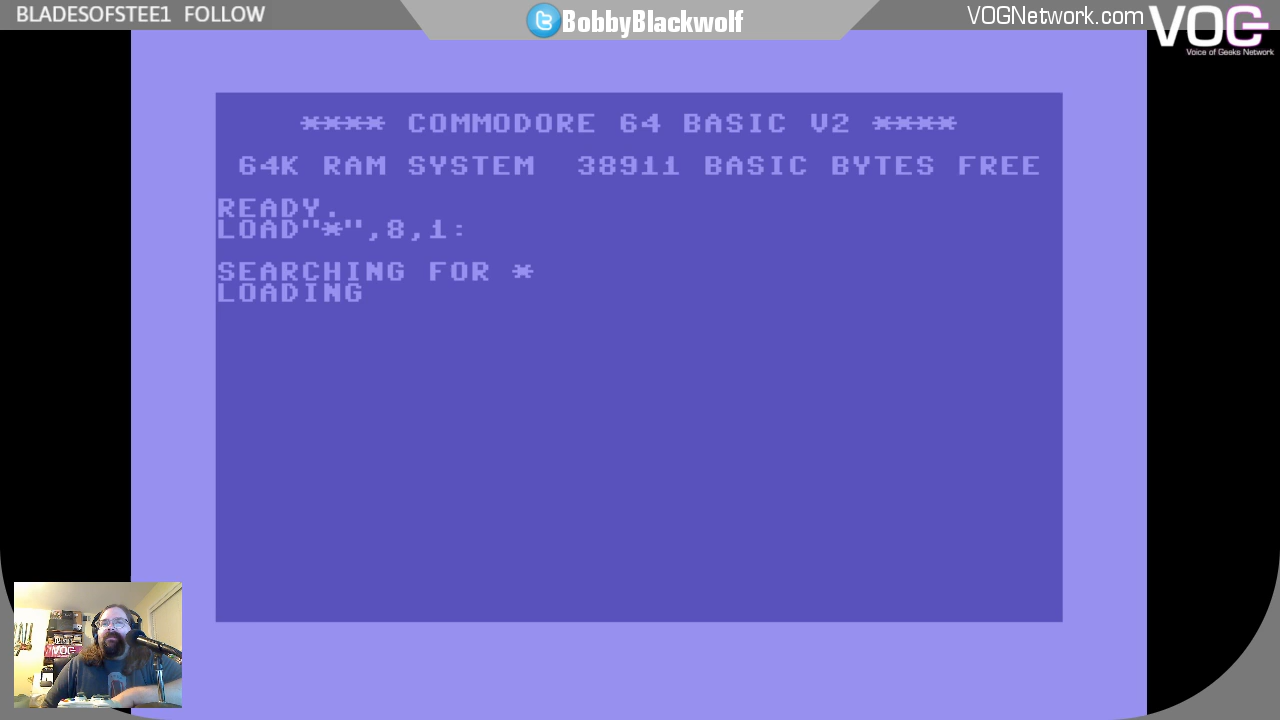 BLADESOFSTEE1 FOLLOW
BobbyBlackwolf
VOGNetwork.com
VOG
Voice of Geeks Network
**** COMMODORE 64 BASIC V2 ****
64K RAM SYSTEM  38911 BASIC BYTES FREE
READY.
LOAD"*",8,1:
SEARCHING FOR *
LOADING
VOG